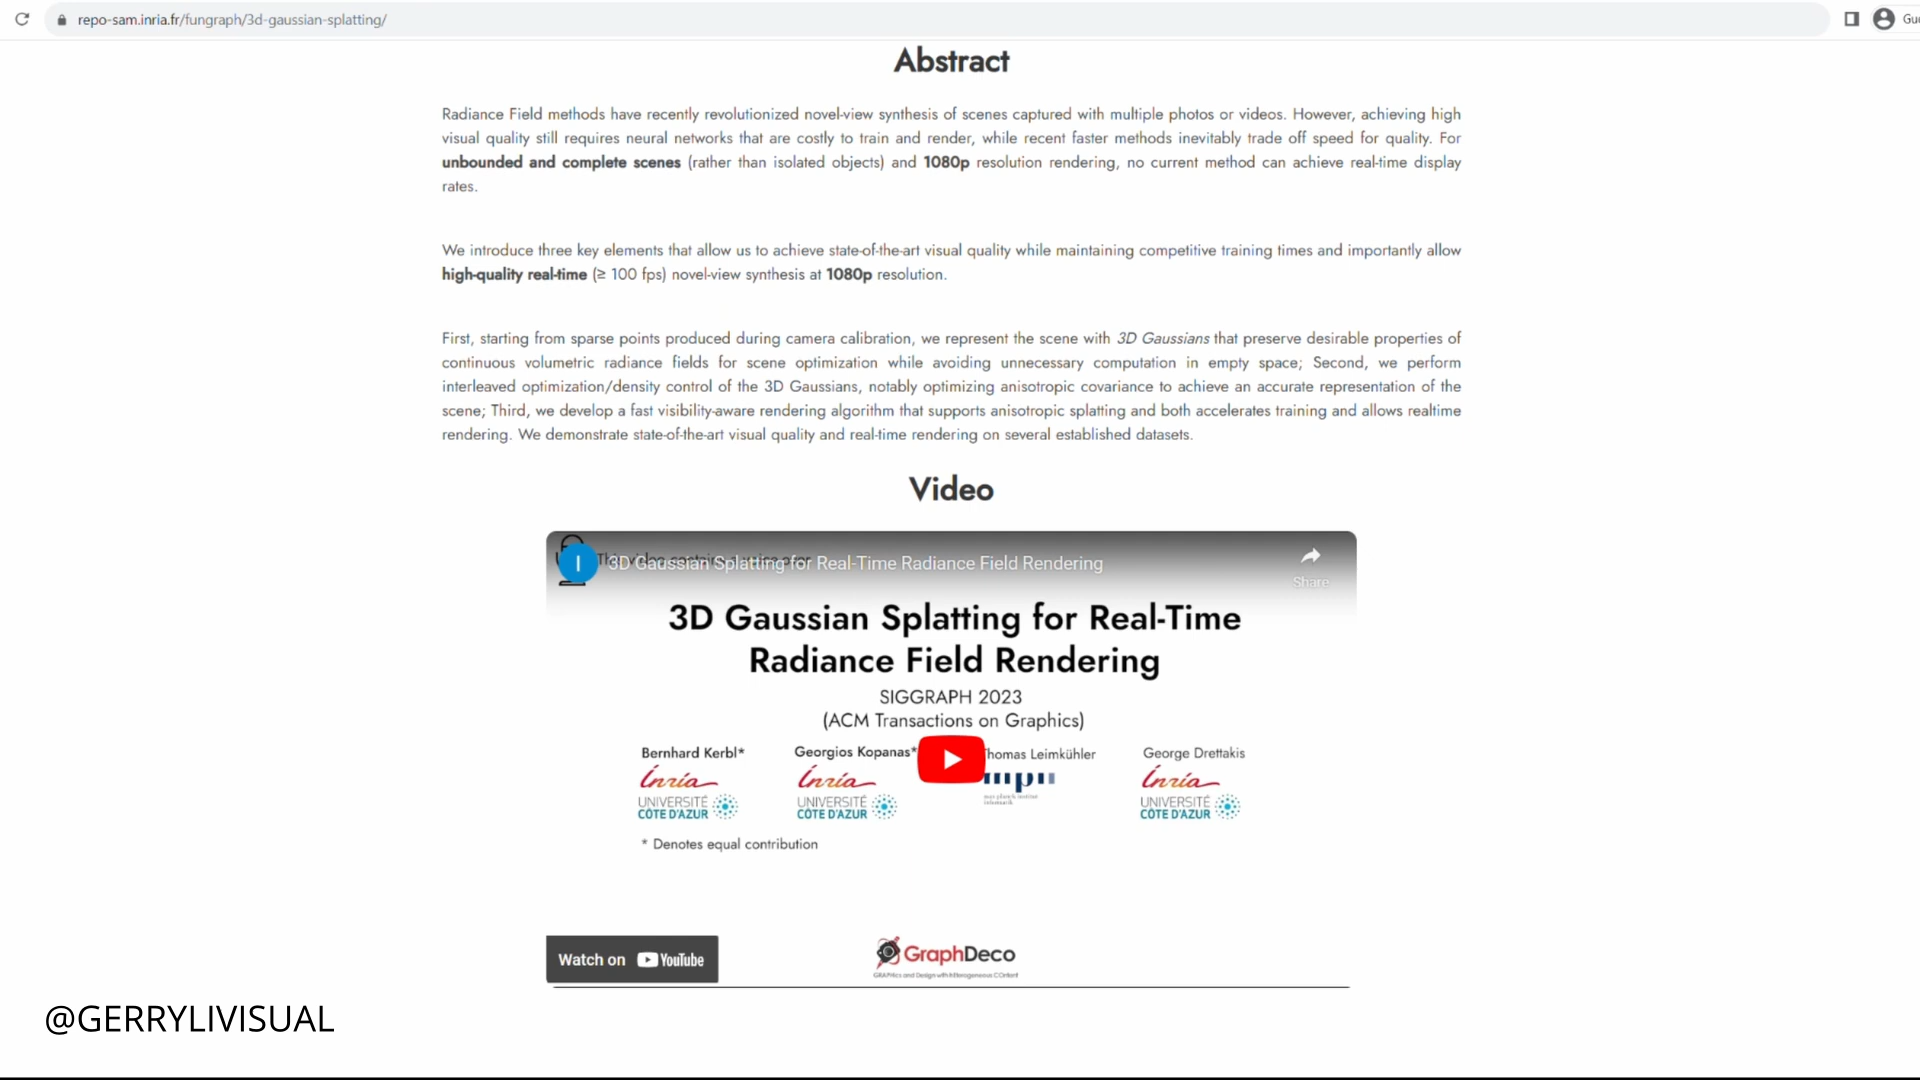 repo-sam.inria.fr/fungraph/3d-gaussian-splatting/
Abstract
Radiance Field methods have recently revolutionized novel-view synthesis of scenes captured with multiple photos or videos. However, achieving high
visual quality still requires neural networks that are costly to train and render, while recent faster methods inevitably trade off speed for quality. For
unbounded and complete scenes (rather than isolated objects) and 1080p resolution rendering, no current method can achieve real-time display
rates.
We introduce three key elements that allow us to achieve state-of-the-art visual quality while maintaining competitive training times and importantly allow
high-quality real-time (≥ 100 fps) novel-view synthesis at 1080p resolution.
First, starting from sparse points produced during camera calibration, we represent the scene with 3D Gaussians that preserve desirable properties of
continuous volumetric radiance fields for scene optimization while avoiding unnecessary computation in empty space; Second, we perform
interleaved optimization/density control of the 3D Gaussians, notably optimizing anisotropic covariance to achieve an accurate representation of the
scene; Third, we develop a fast visibility-aware rendering algorithm that supports anisotropic splatting and both accelerates training and allows realtime
rendering. We demonstrate state-of-the-art visual quality and real-time rendering on several established datasets.
Video
I 3D Gaussian Splatting for Real-Time Radiance Field Rendering
Share
3D Gaussian Splatting for Real-Time
Radiance Field Rendering
SIGGRAPH 2023
(ACM Transactions on Graphics)
Bernhard Kerbl* Georgios Kopanas* Thomas Leimkühler George Drettakis
Inria Inria mpi Inria
UNIVERSITÉ UNIVERSITÉ max planck institut UNIVERSITÉ
CÔTE D'AZUR CÔTE D'AZUR informatik CÔTE D'AZUR
* Denotes equal contribution
Watch on YouTube
GraphDeco
GRAPHics and DEsign with hEterogeneous COntent
@GERRYLIVISUAL